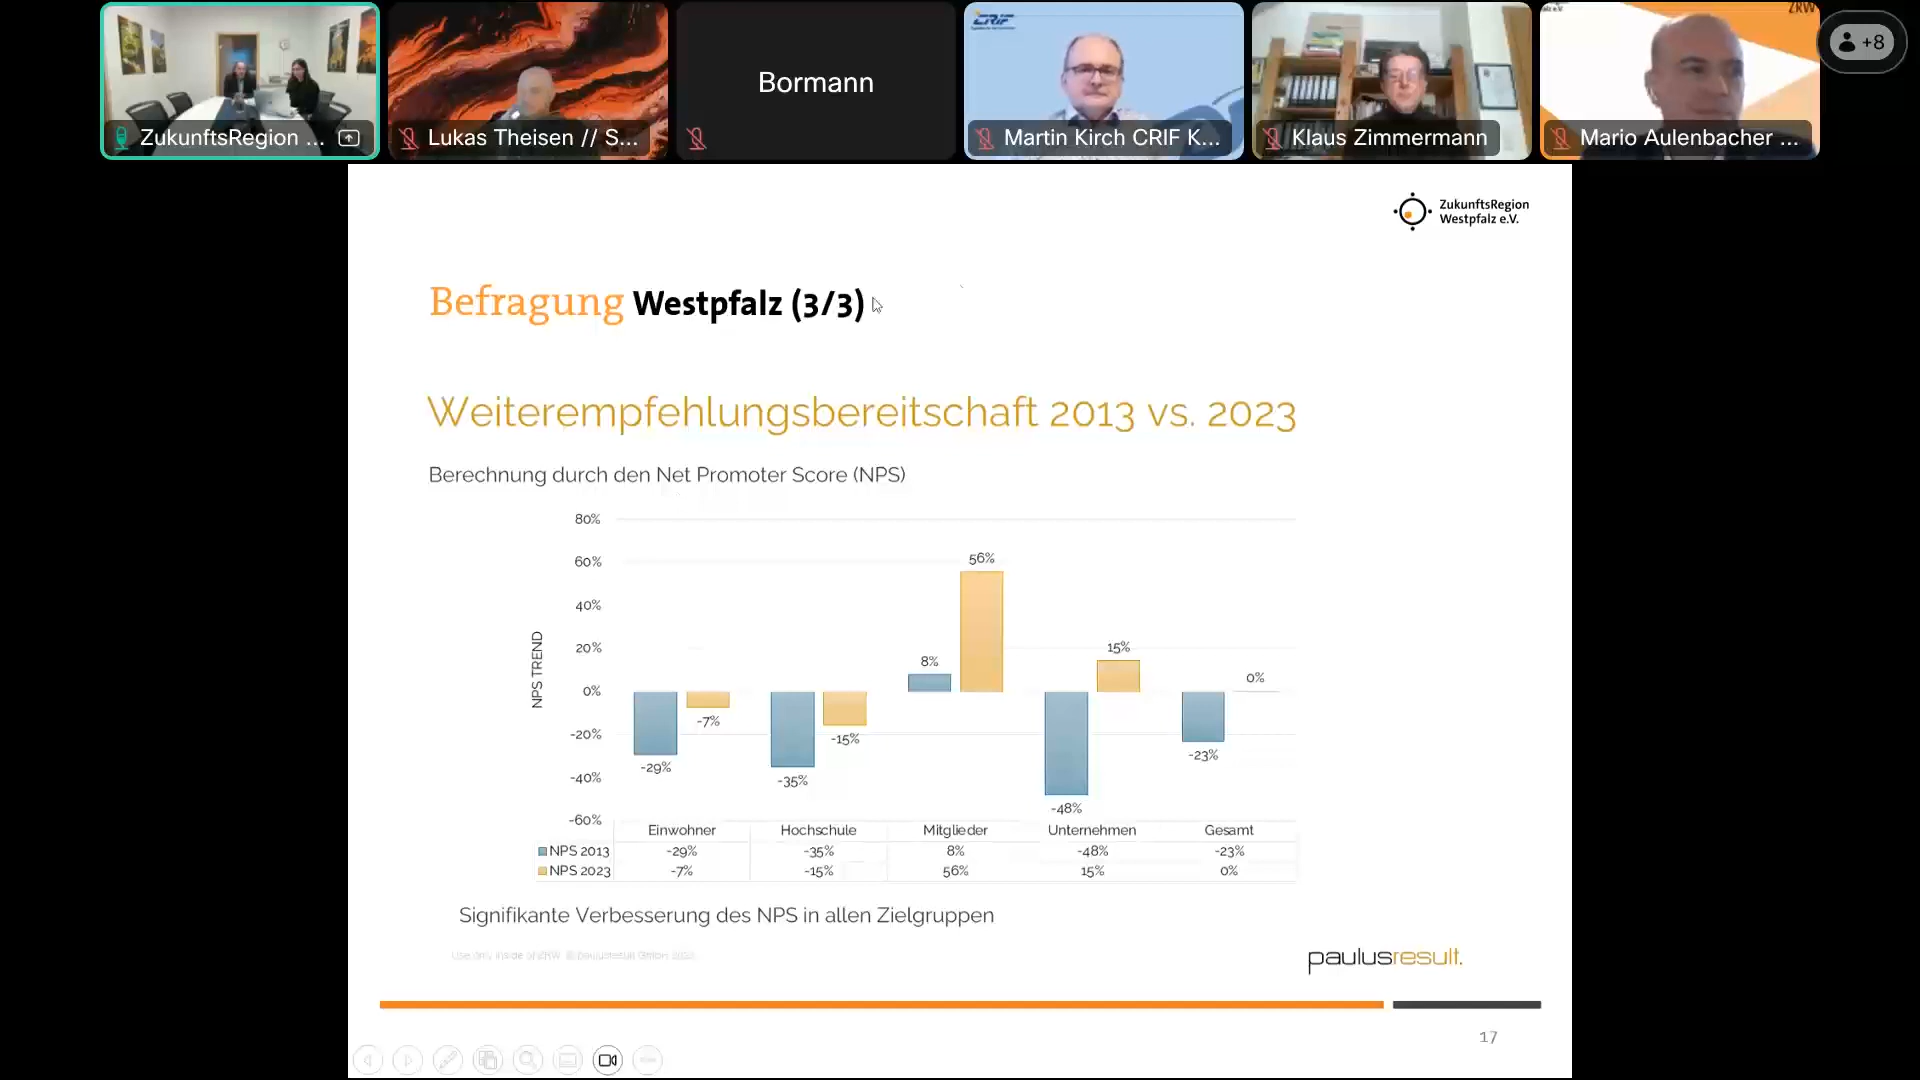 CRIF
ZRW
+8
Bormann
ZukunftsRegion ...
Lukas Theisen // S...
Martin Kirch CRIF K...
Klaus Zimmermann
Mario Aulenbacher ...
ZukunftsRegion
Westpfalz e.V.
Befragung Westpfalz (3/3)
Weiterempfehlungsbereitschaft 2013 vs. 2023
Berechnung durch den Net Promoter Score (NPS)
NPS TREND
80%
60%
40%
20%
0%
-20%
-40%
-60%
-29%
-7%
-35%
-15%
8%
56%
-48%
15%
-23%
0%
Einwohner Hochschule Mitglieder Unternehmen Gesamt
NPS 2013 -29% -35% 8% -48% -23%
NPS 2023 -7% -15% 56% 15% 0%
Signifikante Verbesserung des NPS in allen Zielgruppen
paulusresult.
17